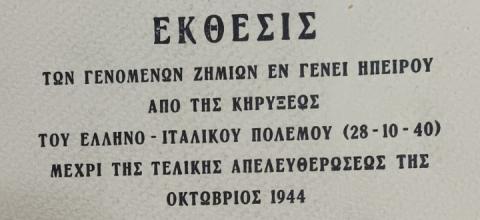 ΕΚΘΕΣΙΣ
ΤΩΝ ΓΕΝΟΜΕΝΩΝ ΖΗΜΙΩΝ ΕΝ ΓΕΝΕΙ ΗΠΕΙΡΟΥ
ΑΠΟ ΤΗΣ ΚΗΡΥΞΕΩΣ
ΤΟΥ ΕΛΛΗΝΟ - ΙΤΑΛΙΚΟΥ ΠΟΛΕΜΟΥ (28 - 10 - 40)
ΜΕΧΡΙ ΤΗΣ ΤΕΛΙΚΗΣ ΑΠΕΛΕΥΘΕΡΩΣΕΩΣ ΤΗΣ
ΟΚΤΩΒΡΙΟΣ 1944